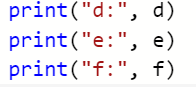 print("d:", d)
print("e:", e)
print("f:", f)